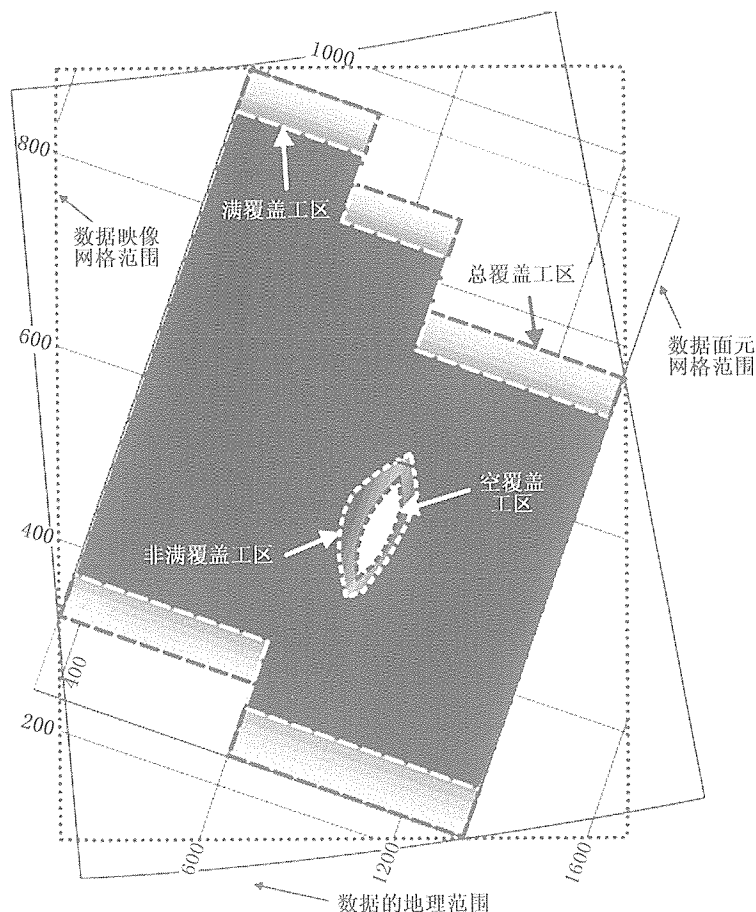 1000
800
满覆盖工区
数据映像
网格范围
总覆盖工区
600
数据面元
网格范围
空覆盖
工区
400
非满覆盖工区
400
200
600
1200
1600
数据的地理范围